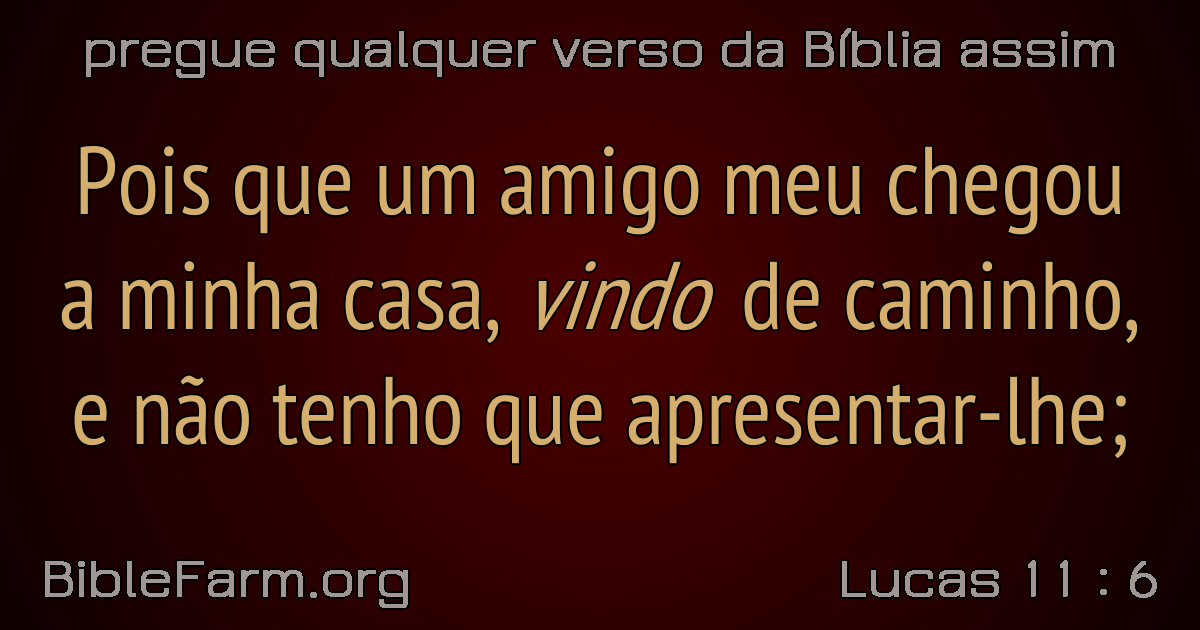 pregue qualquer verso da Bíblia assim
Pois que um amigo meu chegou
a minha casa, vindo de caminho,
e não tenho que apresentar-lhe;
BibleFarm.org
Lucas 11 : 6